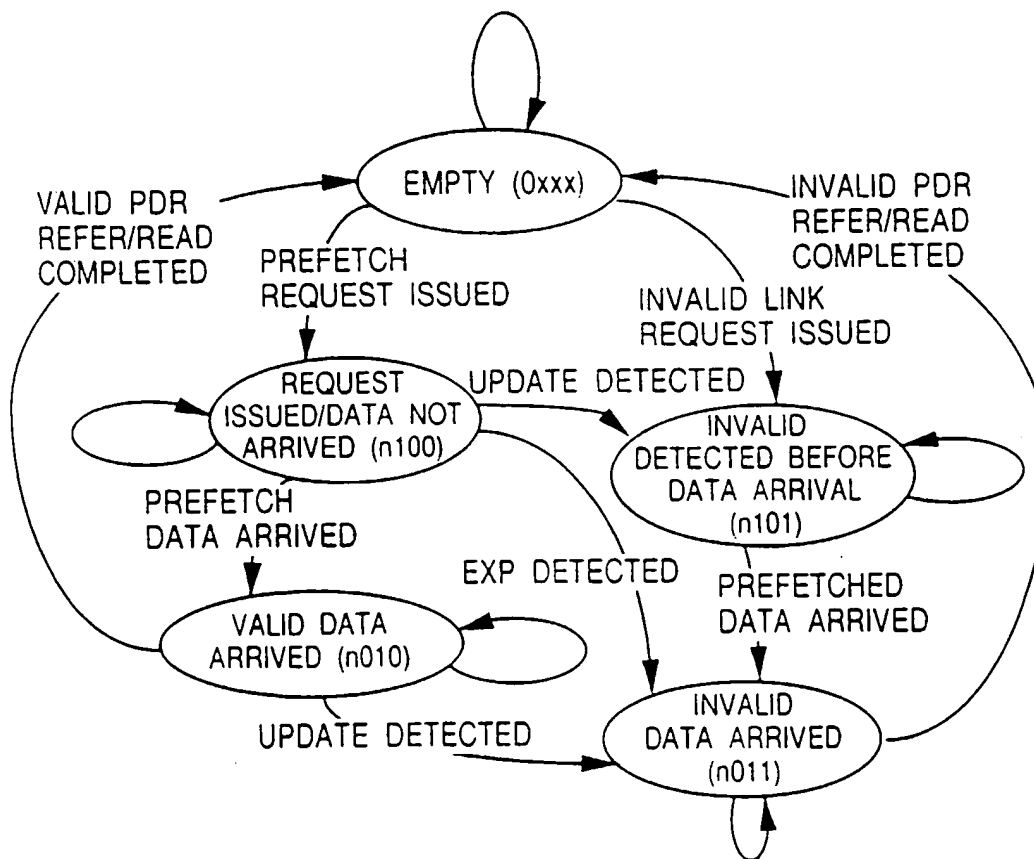 EMPTY (0xxx)
VALID PDR
REFER/READ
COMPLETED
INVALID PDR
REFER/READ
COMPLETED
PREFETCH
REQUEST ISSUED
INVALID LINK
REQUEST ISSUED
REQUEST
ISSUED/DATA NOT
ARRIVED (n100)
UPDATE DETECTED
INVALID
DETECTED BEFORE
DATA ARRIVAL
(n101)
PREFETCH
DATA ARRIVED
EXP DETECTED
PREFETCHED
DATA ARRIVED
VALID DATA
ARRIVED (n010)
UPDATE DETECTED
INVALID
DATA ARRIVED
(n011)